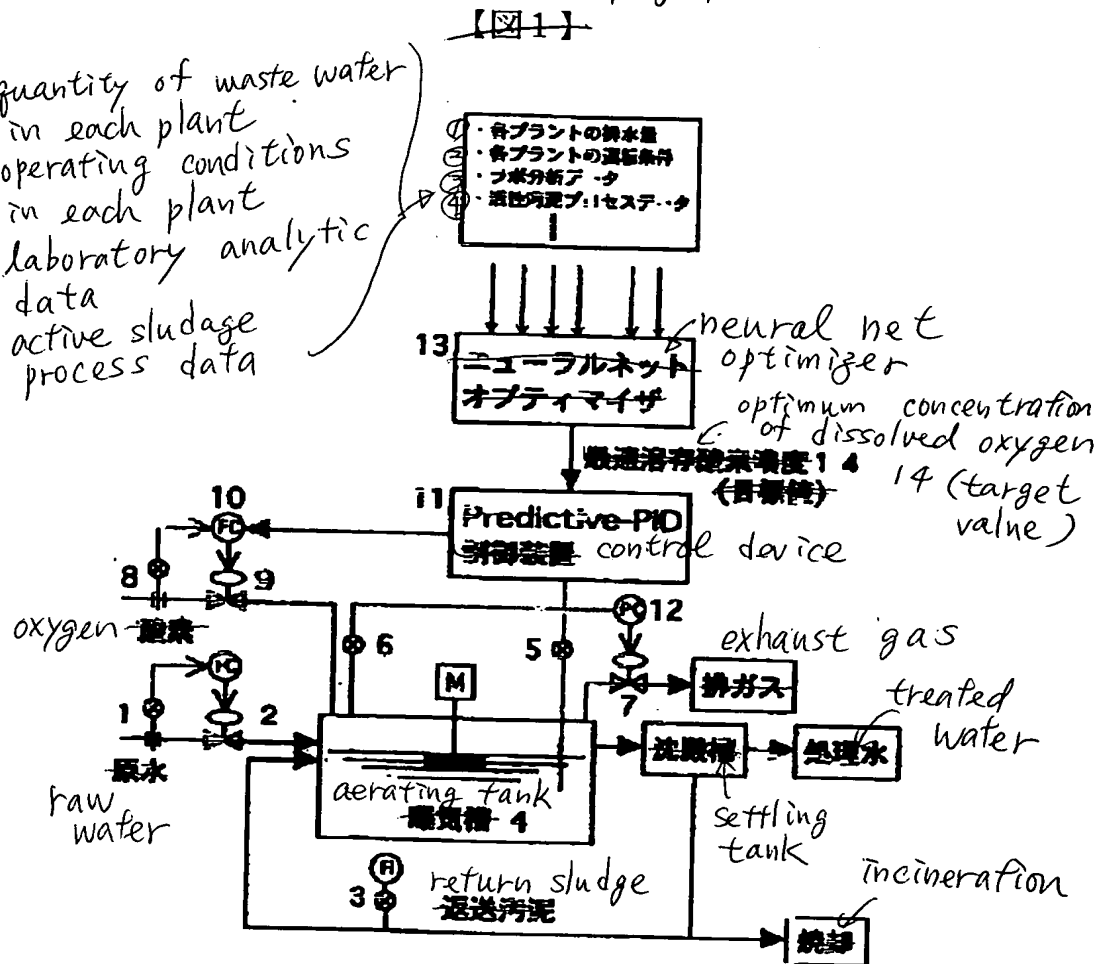 【図1】
quantity of waste water
in each plant
operating conditions
in each plant
laboratory analytic
data
active sludage
process data
① ・各プラントの排水量
② ・各プラントの運転条件
③ ・ラボ分析データ
④ ・活性汚泥プロセスデータ
13
ニューラルネット
オプティマイザ
neural net
optimizer
optimum concentration
of dissolved oxygen
14 (target
value)
最適溶存酸素濃度14
(目標値)
11
Predictive-PID
制御装置 control device
10
FC
8
9
oxygen 酸素
6
5
PC
12
exhaust gas
排ガス
7
M
1
2
原水
raw
water
aerating tank
曝気槽 4
沈殿槽
settling
tank
処理水
treated
water
3
return sludge
返送汚泥
incineration
焼却